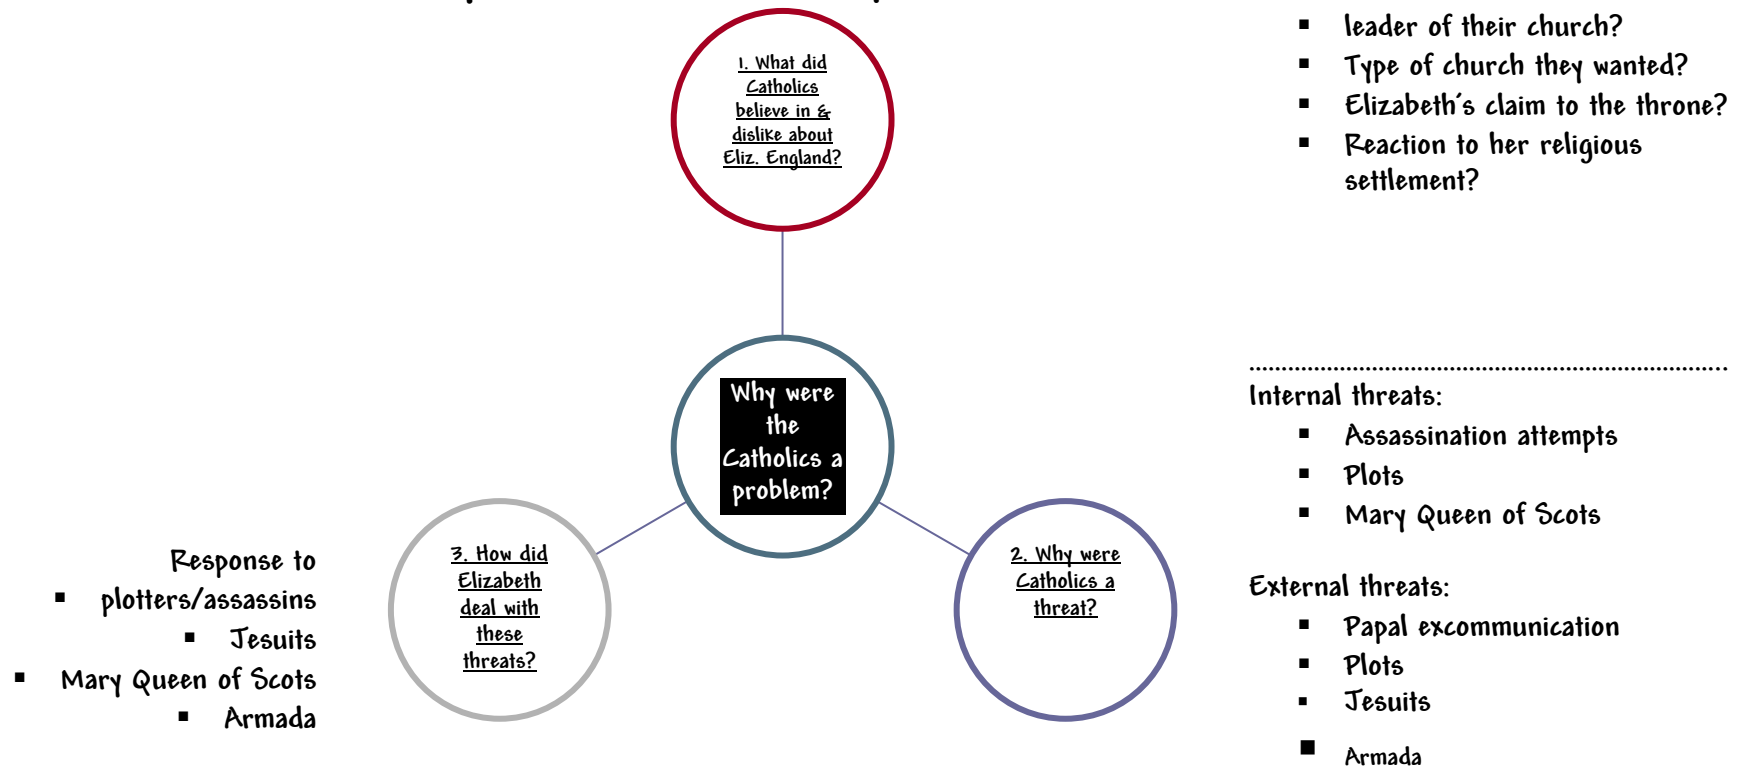 1. What did
Catholics
believe in &
dislike about
Eliz. England?
▪ leader of their church?
▪ Type of church they wanted?
▪ Elizabeth's claim to the throne?
▪ Reaction to her religious
settlement?
Why were
the
Catholics a
problem?
Internal threats:
▪ Assassination attempts
▪ Plots
▪ Mary Queen of Scots
2. Why were
Catholics a
threat?
External threats:
▪ Papal excommunication
▪ Plots
▪ Jesuits
▪ Armada
3. How did
Elizabeth
deal with
these
threats?
Response to
▪ plotters/assassins
▪ Jesuits
▪ Mary Queen of Scots
▪ Armada